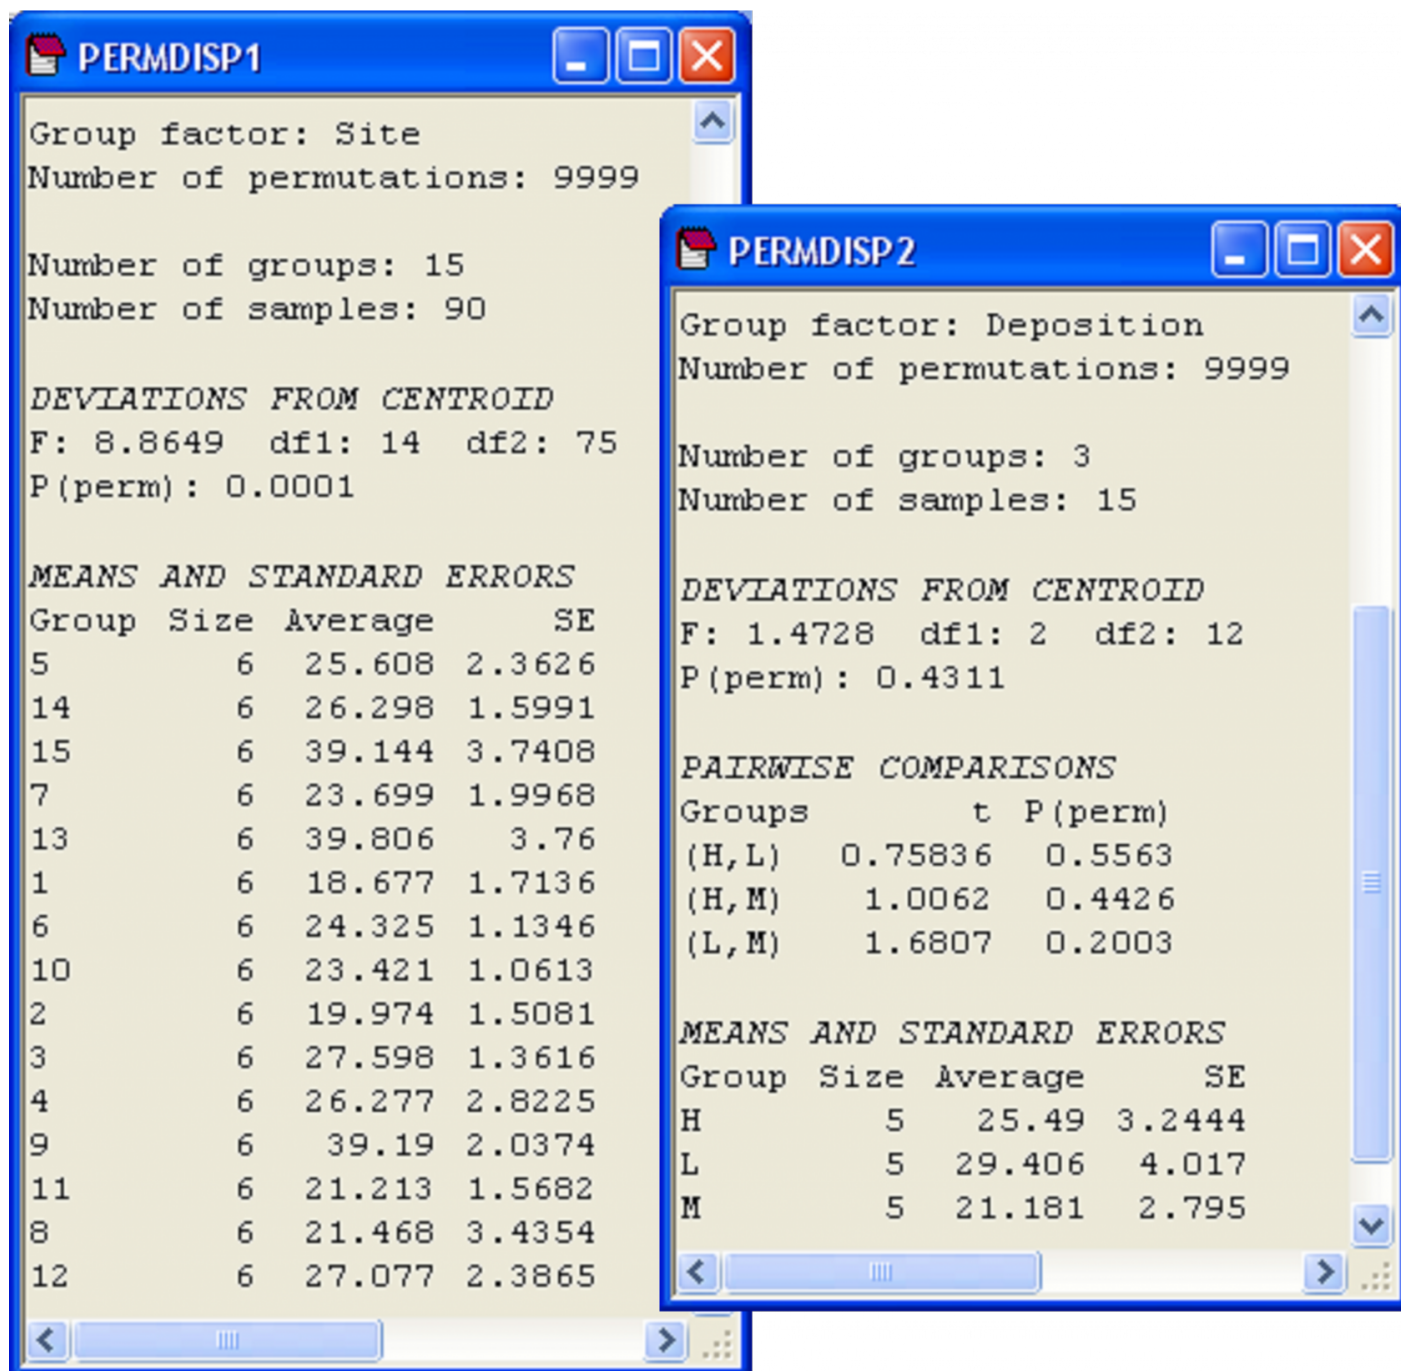 PERMDISP1
Group factor: Site
Number of permutations: 9999
Number of groups: 15
Number of samples: 90
DEVIATIONS FROM CENTROID
F: 8.8649 df1: 14 df2: 75
P(perm): 0.0001
MEANS AND STANDARD ERRORS
Group Size Average SE
5 6 25.608 2.3626
14 6 26.298 1.5991
15 6 39.144 3.7408
7 6 23.699 1.9968
13 6 39.806 3.76
1 6 18.677 1.7136
6 6 24.325 1.1346
10 6 23.421 1.0613
2 6 19.974 1.5081
3 6 27.598 1.3616
4 6 26.277 2.8225
9 6 39.19 2.0374
11 6 21.213 1.5682
8 6 21.468 3.4354
12 6 27.077 2.3865
PERMDISP2
Group factor: Deposition
Number of permutations: 9999
Number of groups: 3
Number of samples: 15
DEVIATIONS FROM CENTROID
F: 1.4728 df1: 2 df2: 12
P(perm): 0.4311
PAIRWISE COMPARISONS
Groups t P(perm)
(H,L) 0.75836 0.5563
(H,M) 1.0062 0.4426
(L,M) 1.6807 0.2003
MEANS AND STANDARD ERRORS
Group Size Average SE
H 5 25.49 3.2444
L 5 29.406 4.017
M 5 21.181 2.795